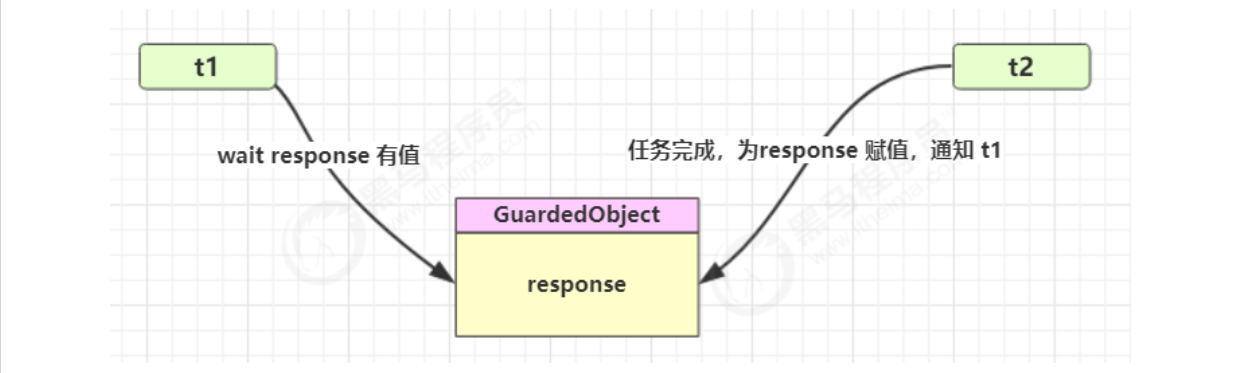 t1
t2
wait response 有值
任务完成，为response 赋值，通知 t1
GuardedObject
response
黑马程序员
www.itheima.com
黑马程序员
www.itheima.com